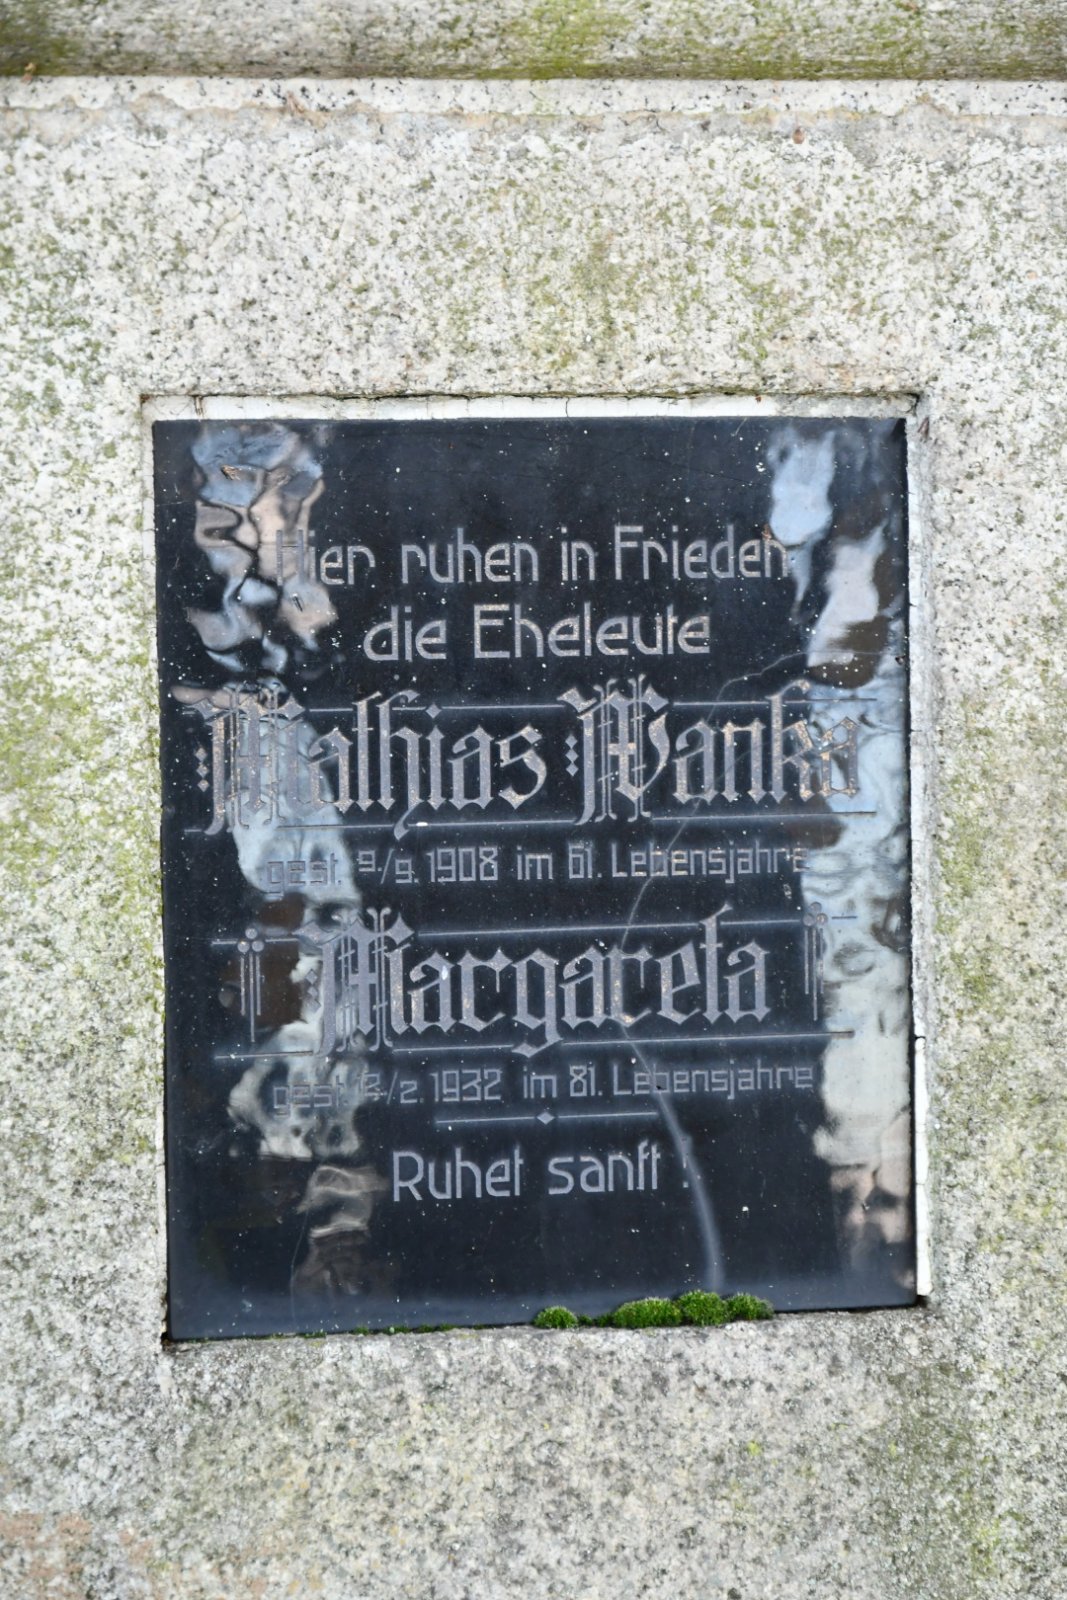 Hier ruhen in Frieden
die Eheleute
Mathias Wanka
gest. 9./9. 1908 im 61. Lebensjahre
Margareta
gest. 2./2. 1932 im 81. Lebensjahre
Ruhet sanft !